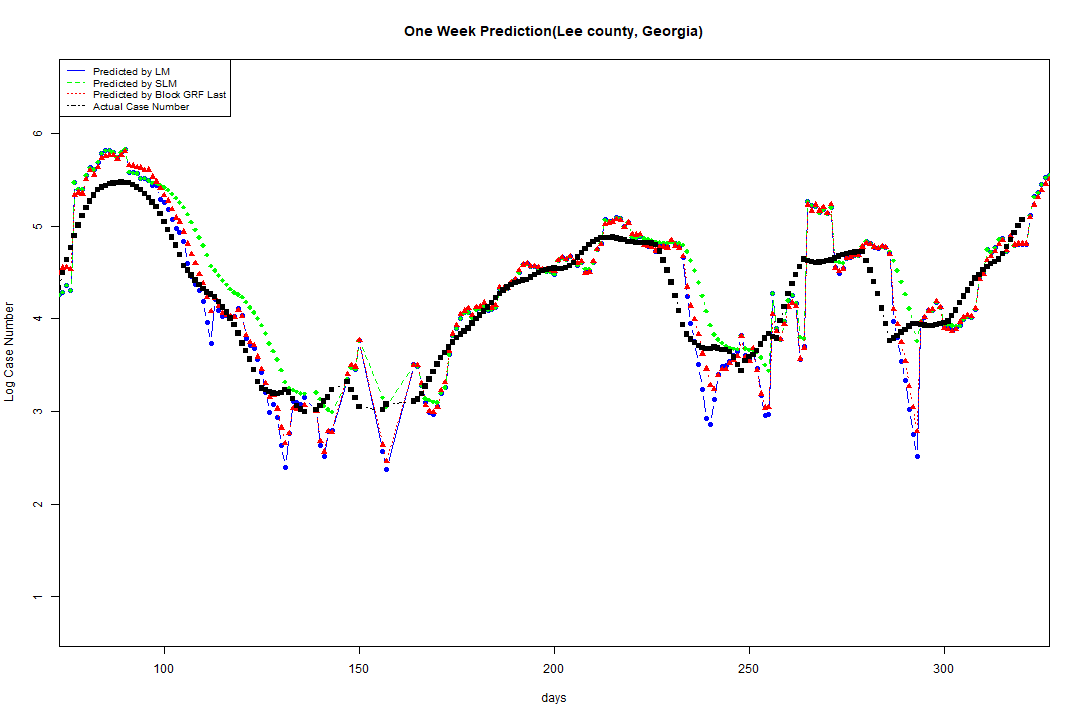 One Week Prediction(Lee county, Georgia)
Predicted by LM
Predicted by SLM
Predicted by Block GRF Last
Actual Case Number
6
5
4
3
2
1
Log Case Number
100 150 200 250 300
days